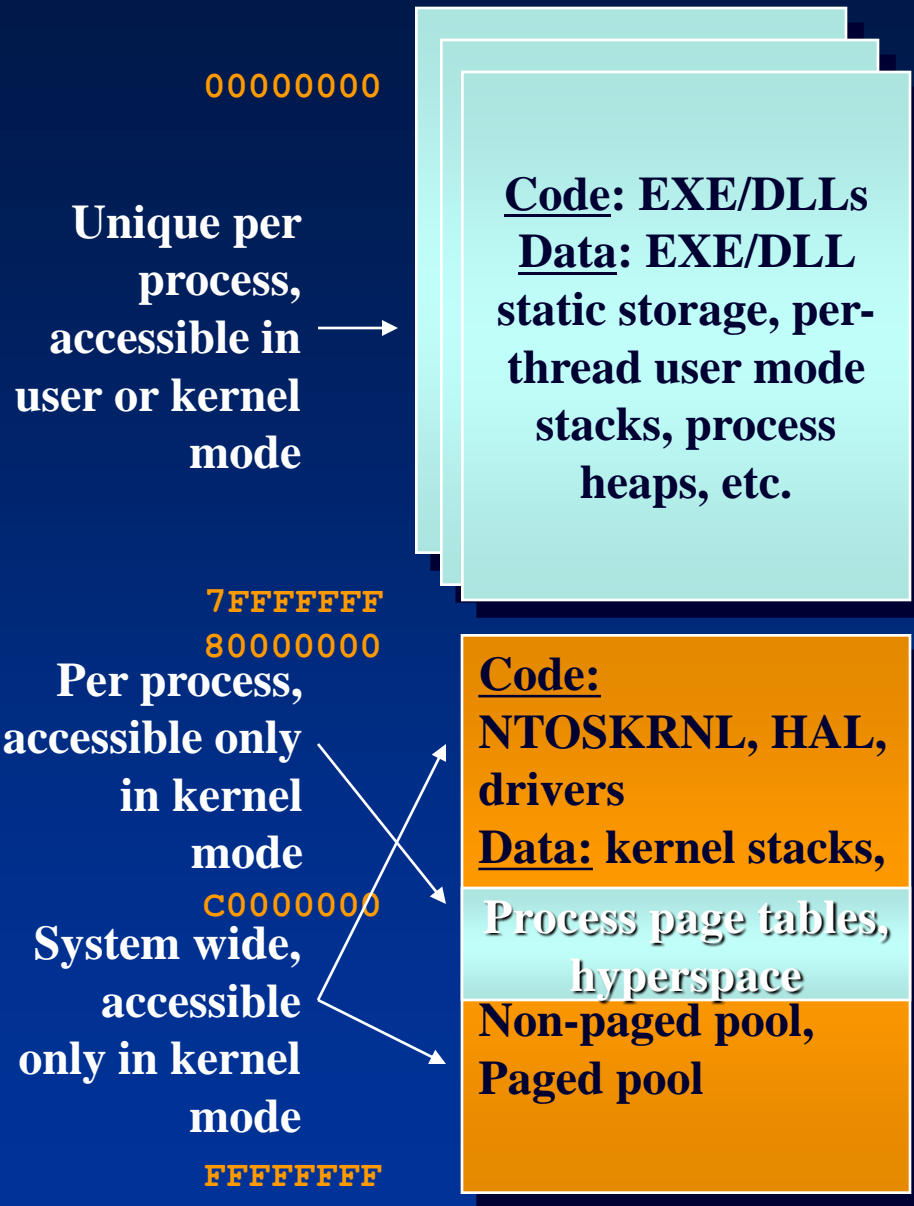 00000000
Unique per
process,
accessible in
user or kernel
mode
Code: EXE/DLLs
Data: EXE/DLL
static storage, per-
thread user mode
stacks, process
heaps, etc.
7FFFFFFF
80000000
Per process,
accessible only
in kernel
mode
C0000000
System wide,
accessible
only in kernel
mode
FFFFFFFF
Code:
NTOSKRNL, HAL,
drivers
Data: kernel stacks,
Process page tables,
hyperspace
Non-paged pool,
Paged pool